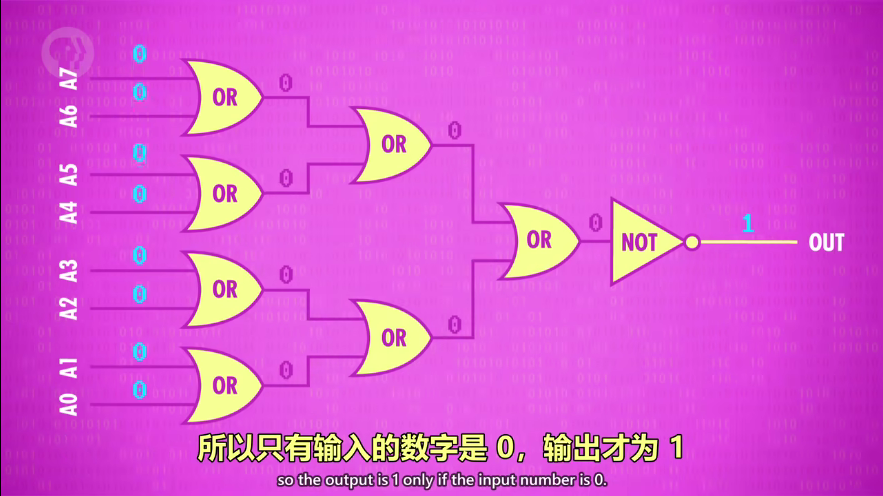 0
A7
0
A6
OR
0
OR
0
0
A5
0
A4
OR
0
OR
0
NOT
1
OUT
0
A3
0
A2
OR
0
OR
0
0
A1
0
A0
OR
0
所以只有输入的数字是 0，输出才为 1
so the output is 1 only if the input number is 0.